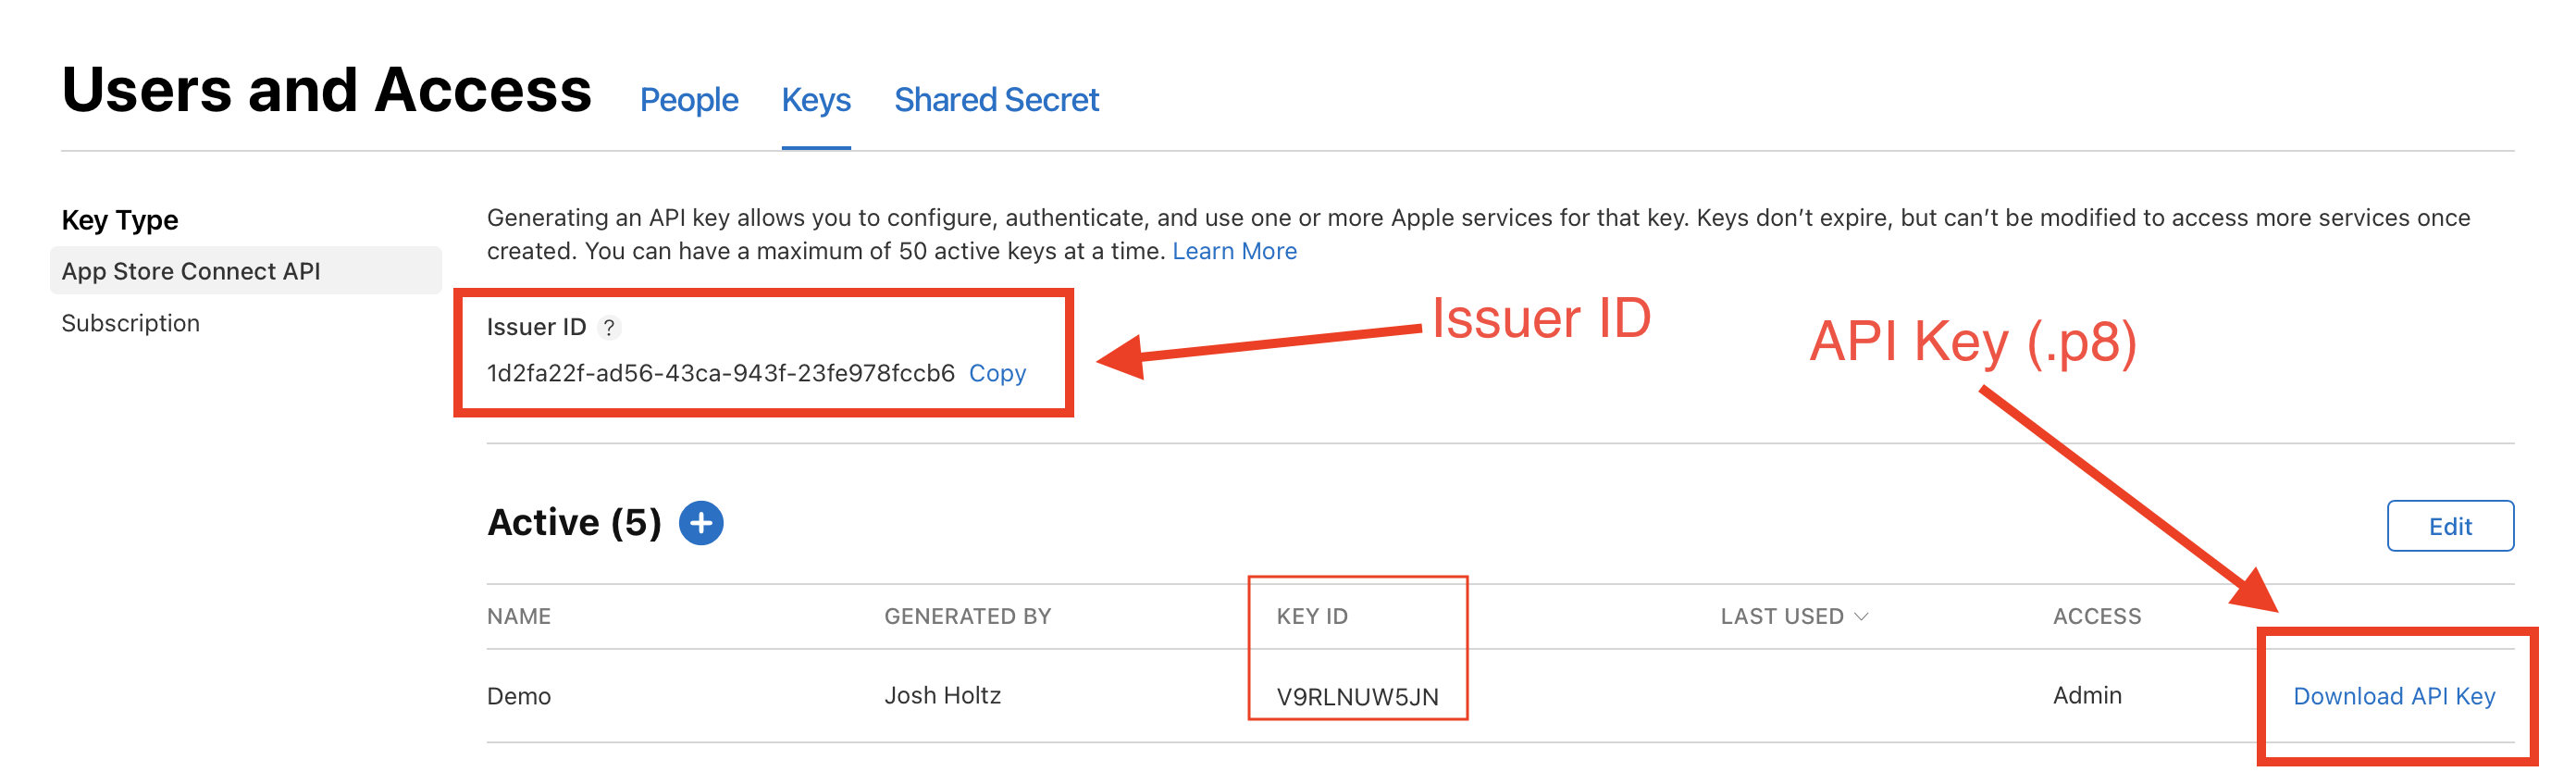 Users and Access People Keys Shared Secret
Key Type
App Store Connect API
Subscription
Generating an API key allows you to configure, authenticate, and use one or more Apple services for that key. Keys don’t expire, but can’t be modified to access more services once
created. You can have a maximum of 50 active keys at a time. Learn More
Issuer ID ?
1d2fa22f-ad56-43ca-943f-23fe978fccb6 Copy
Issuer ID
API Key (.p8)
Active (5) +
Edit
NAME GENERATED BY KEY ID LAST USED ACCESS
Demo Josh Holtz V9RLNUW5JN Admin Download API Key